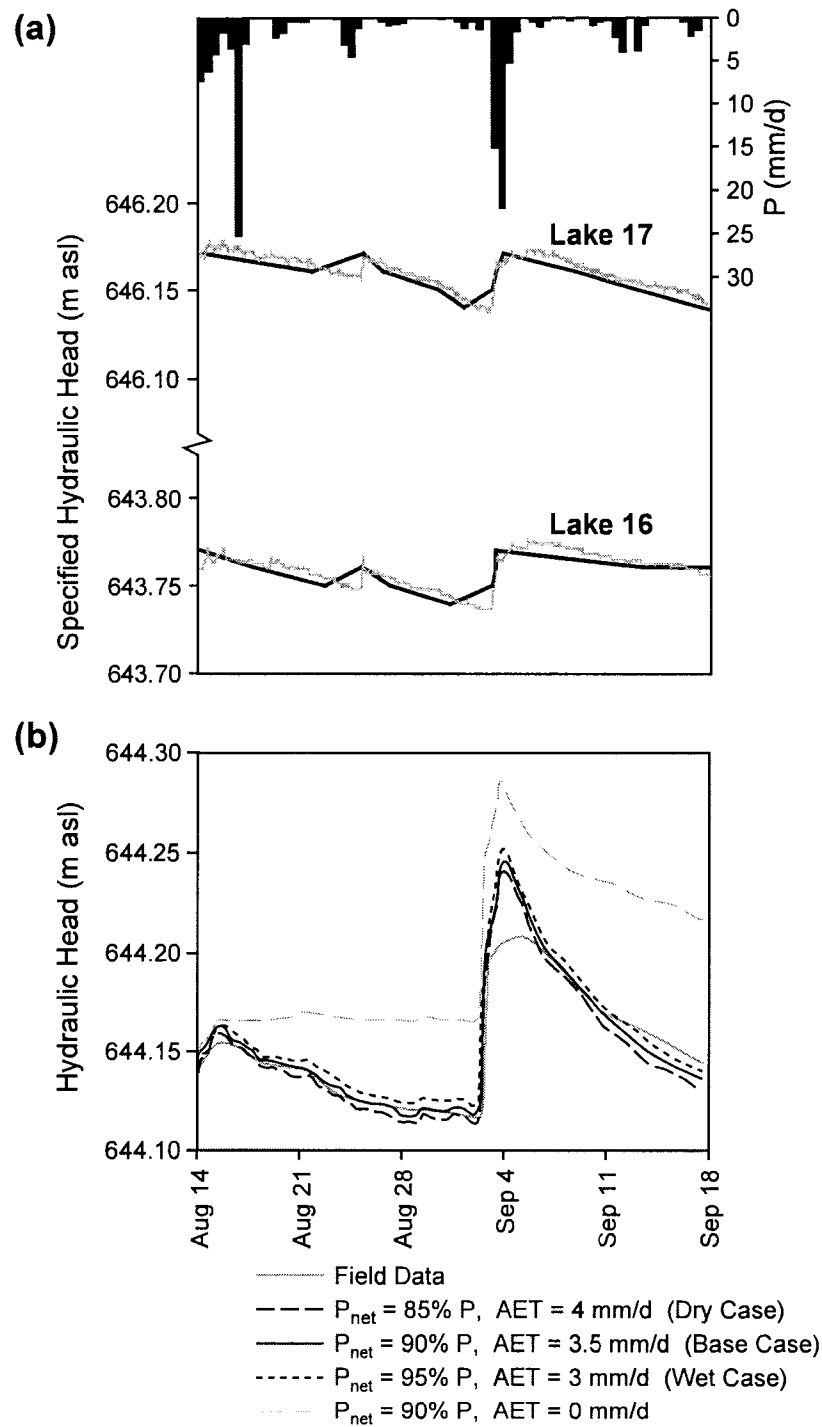 (a)
0
5
10
15
20
25
30
P (mm/d)
646.20
646.15
646.10
643.80
643.75
643.70
Specified Hydraulic Head (m asl)
Lake 17
Lake 16
(b)
644.30
644.25
644.20
644.15
644.10
Hydraulic Head (m asl)
Aug 14
Aug 21
Aug 28
Sep 4
Sep 11
Sep 18
Field Data
Pnet = 85% P, AET = 4 mm/d (Dry Case)
Pnet = 90% P, AET = 3.5 mm/d (Base Case)
Pnet = 95% P, AET = 3 mm/d (Wet Case)
Pnet = 90% P, AET = 0 mm/d